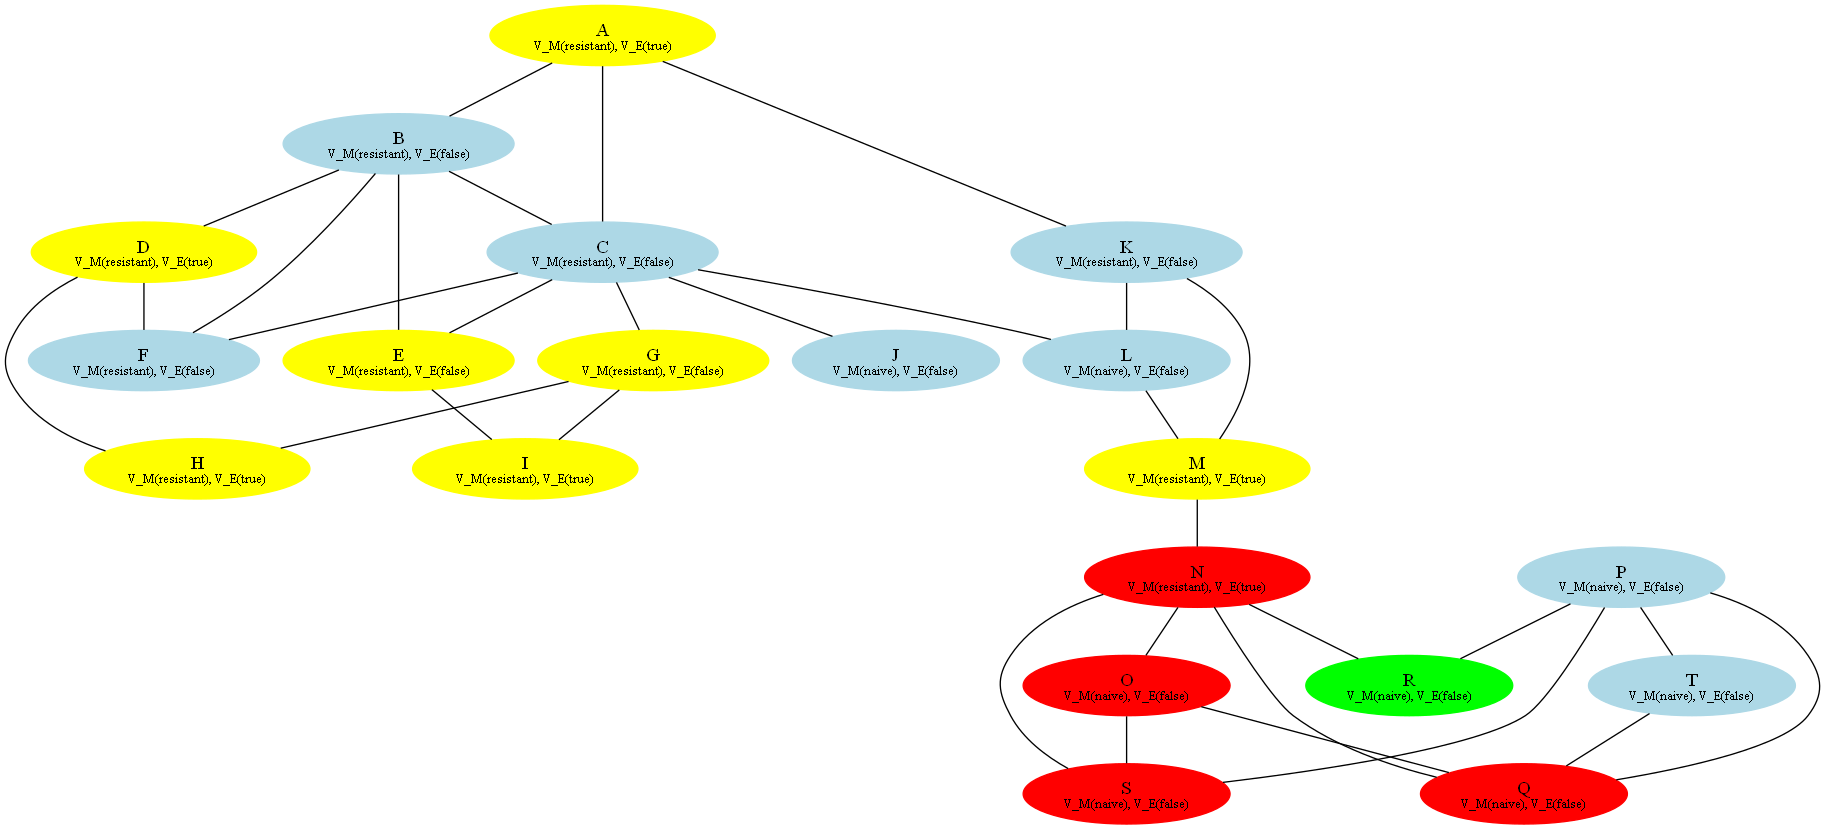 A
V_M(resistant), V_E(true)
B
V_M(resistant), V_E(false)
D
V_M(resistant), V_E(true)
C
V_M(resistant), V_E(false)
K
V_M(resistant), V_E(false)
F
V_M(resistant), V_E(false)
E
V_M(resistant), V_E(false)
G
V_M(resistant), V_E(false)
J
V_M(naive), V_E(false)
L
V_M(naive), V_E(false)
H
V_M(resistant), V_E(true)
I
V_M(resistant), V_E(true)
M
V_M(resistant), V_E(true)
N
V_M(resistant), V_E(true)
P
V_M(naive), V_E(false)
O
V_M(naive), V_E(false)
R
V_M(naive), V_E(false)
T
V_M(naive), V_E(false)
S
V_M(naive), V_E(false)
Q
V_M(naive), V_E(false)